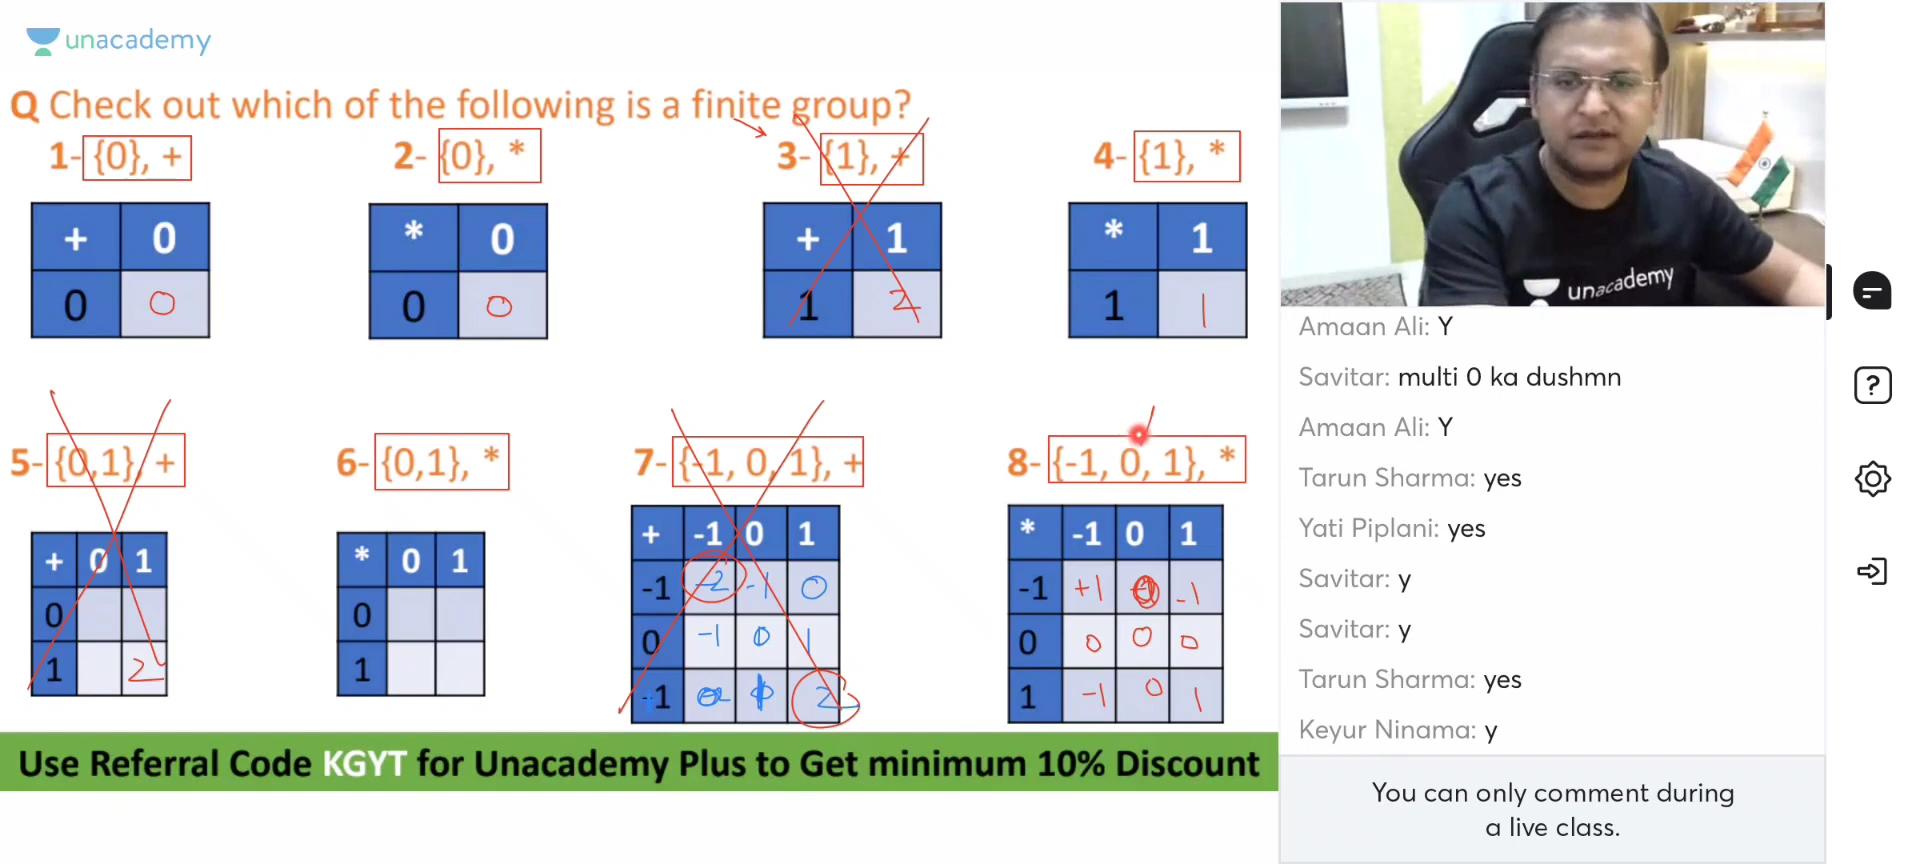 unacademy
Q Check out which of the following is a finite group?
1- {0}, +
2- {0}, *
3- {1}, +
4- {1}, *
+ 0
0 0
* 0
0 0
+ 1
1 2
* 1
1 1
5- {0,1}, +
6- {0,1}, *
7- {-1, 0, 1}, +
8- {-1, 0, 1}, *
+ 0 1
0
1 2
* 0 1
0
1
+ -1 0 1
-1 -2 -1 0
0 -1 0 1
1 0 1 2
* -1 0 1
-1 +1 0 -1
0 0 0 0
1 -1 0 1
Use Referral Code KGYT for Unacademy Plus to Get minimum 10% Discount
unacademy
Amaan Ali: Y
Savitar: multi 0 ka dushmn
Amaan Ali: Y
Tarun Sharma: yes
Yati Piplani: yes
Savitar: y
Savitar: y
Tarun Sharma: yes
Keyur Ninama: y
You can only comment during
a live class.
?